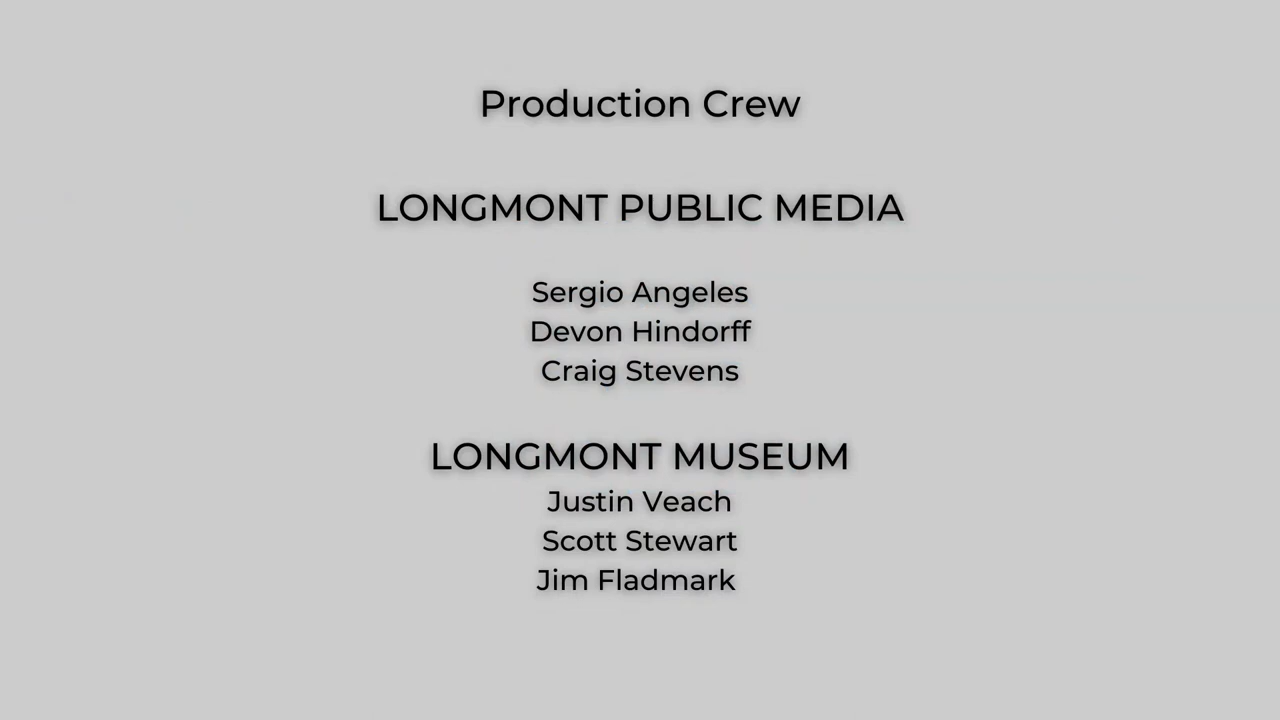 Production Crew
LONGMONT PUBLIC MEDIA
Sergio Angeles
Devon Hindorff
Craig Stevens
LONGMONT MUSEUM
Justin Veach
Scott Stewart
Jim Fladmark